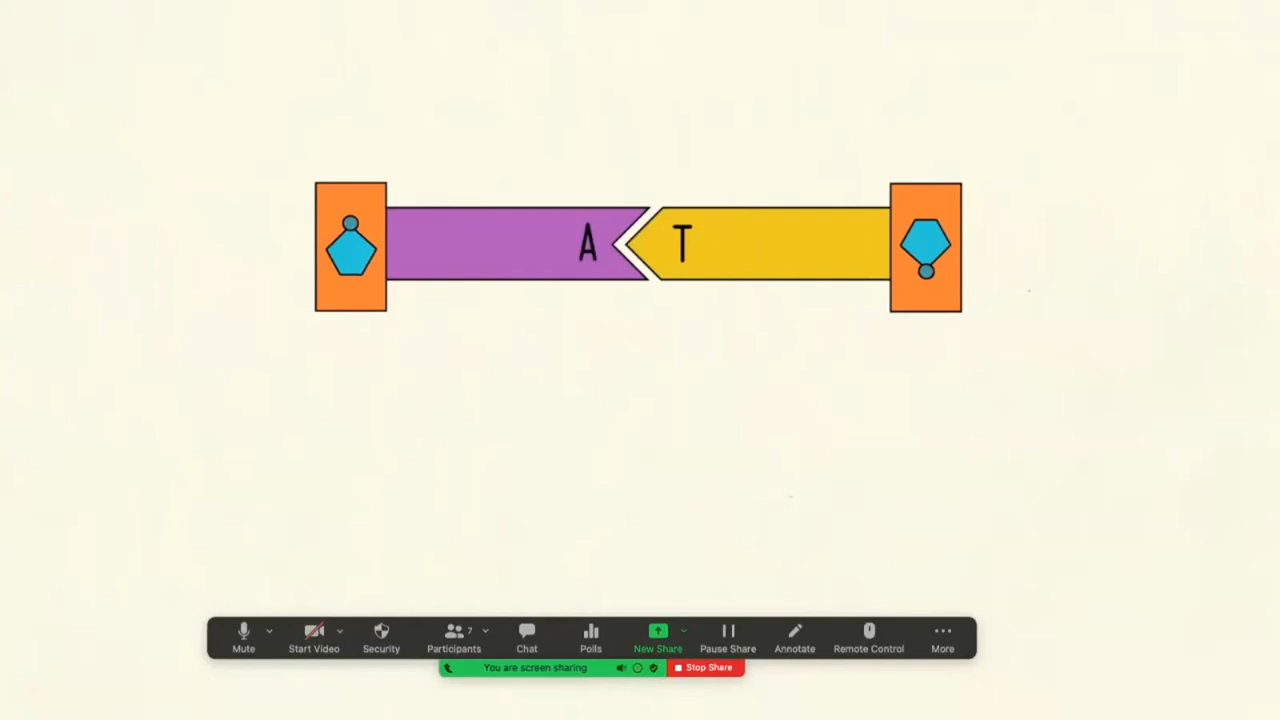 A T
Mute Start Video Security Participants 7 Chat Polls New Share Pause Share Annotate Remote Control More
You are screen sharing Stop Share